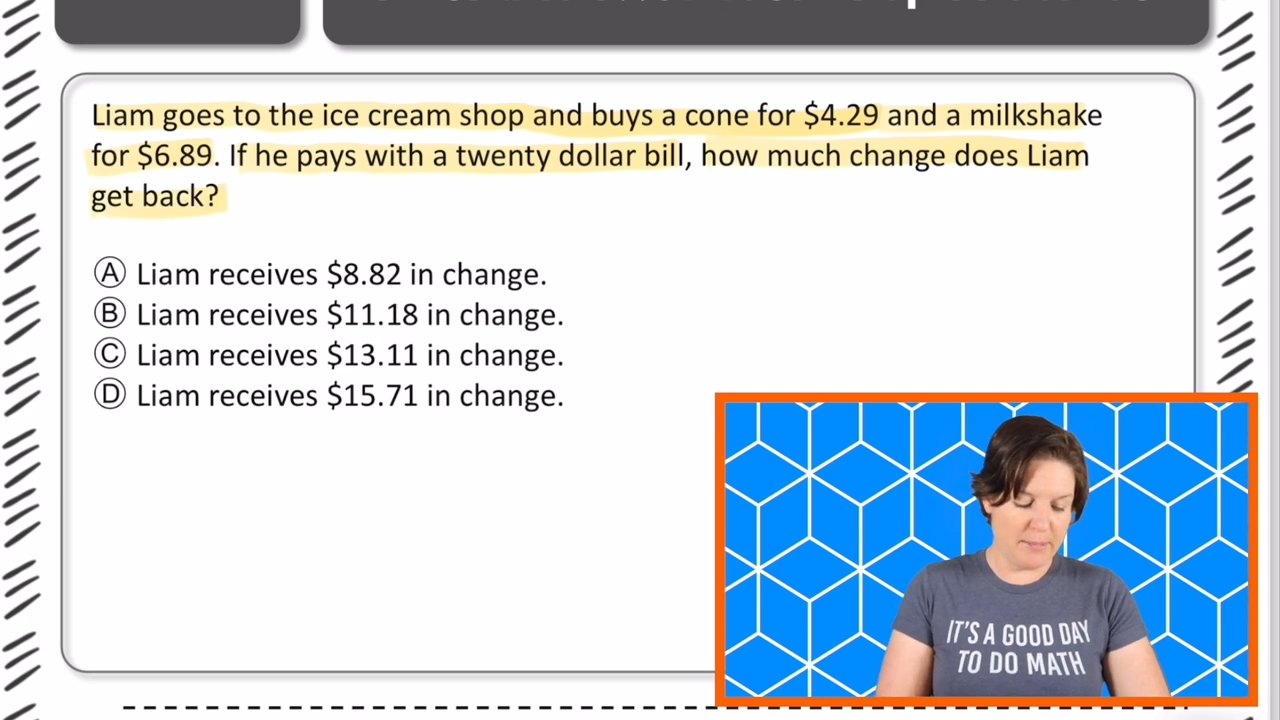 Liam goes to the ice cream shop and buys a cone for $4.29 and a milkshake
for $6.89. If he pays with a twenty dollar bill, how much change does Liam
get back?
Ⓐ Liam receives $8.82 in change.
Ⓑ Liam receives $11.18 in change.
Ⓒ Liam receives $13.11 in change.
Ⓓ Liam receives $15.71 in change.
IT'S A GOOD DAY
TO DO MATH